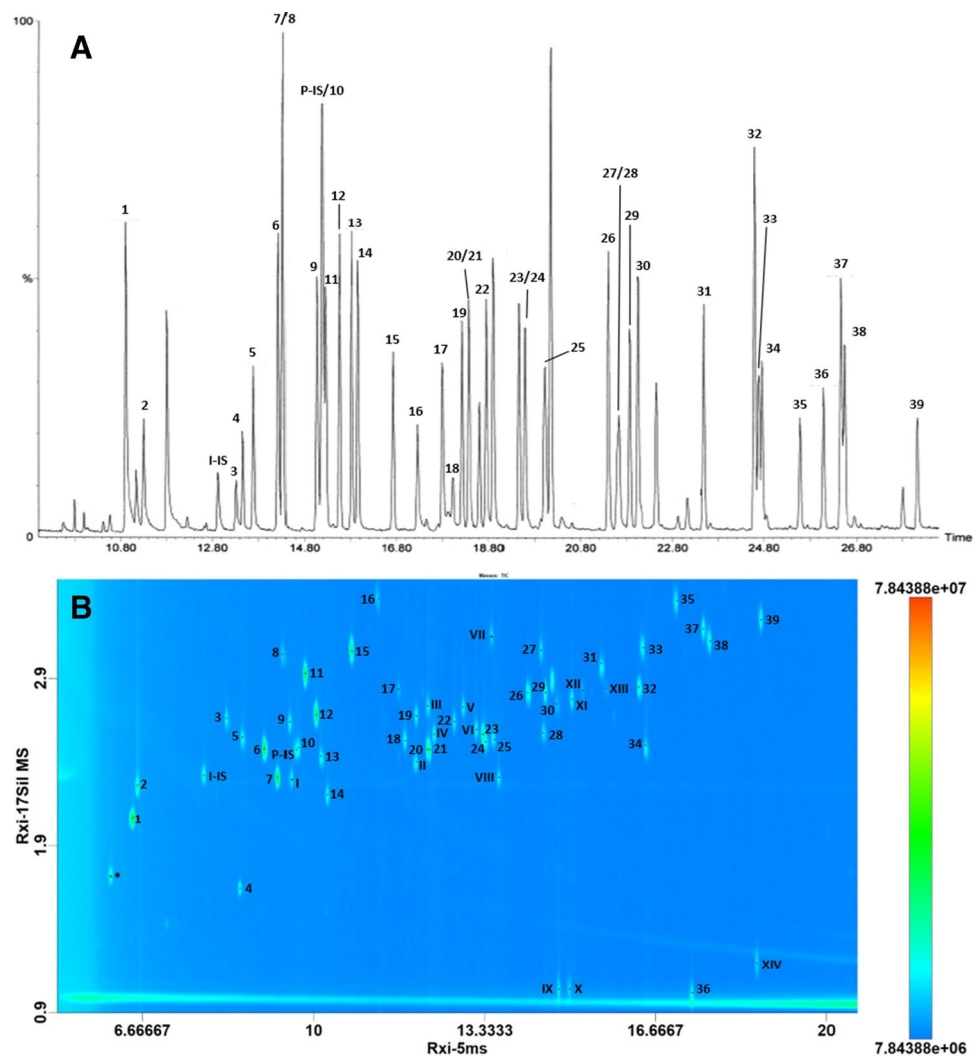 A
100
7/8
P-IS/10
1
6
12
13
14
9
11
27/28
32
26
29
30
33
20/21
23/24
22
37
31
19
38
%
5
15
17
25
34
2
4
16
36
35
39
I-IS
3
18
0
10.80 12.80 14.80 16.80 18.80 20.80 22.80 24.80 26.80 Time
Masses: TIC
B
7.84388e+07
16 35
39
VII 37
8 15 27 33 38
31
11
2.9
17 26 29 XII XIII 32
III V 30 XI
3 9 12 19 22
5 IV VI 23 28
6 P-IS 10 18 24 25 34
13 20 21
I-IS 7 I II VIII
2
14
1
1.9
*
4
XIV
IX X 36
0.9
6.66667 10 13.3333 16.6667 20
7.84388e+06
Rxi-5ms
Rxi-17Sil MS